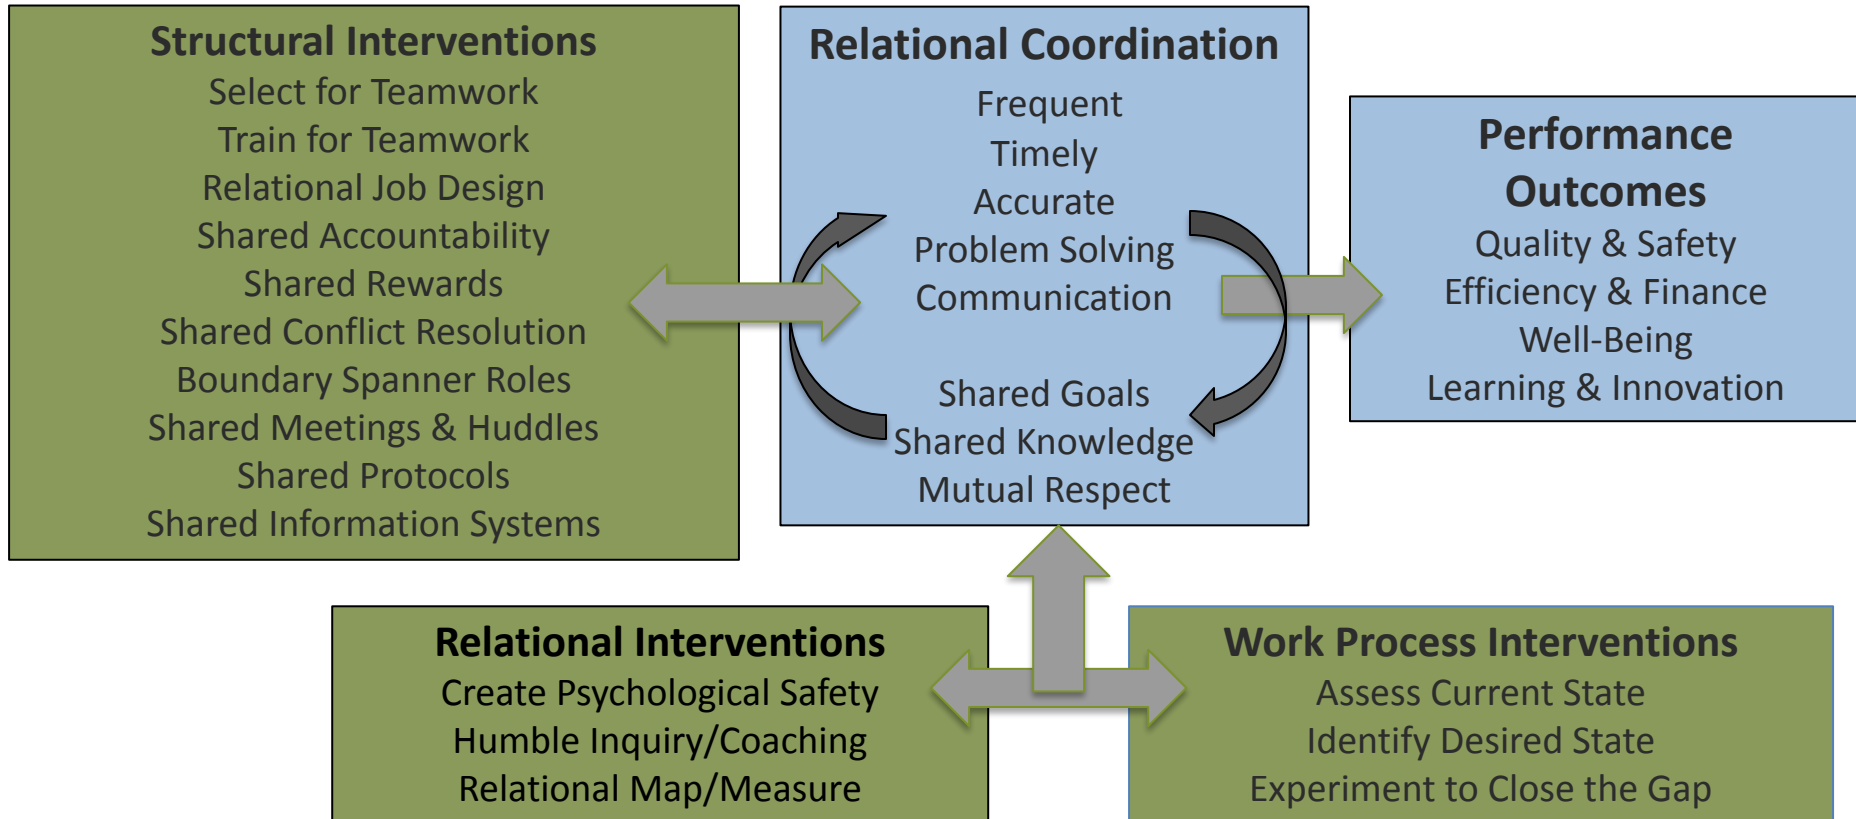 Structural Interventions
Select for Teamwork
Train for Teamwork
Relational Job Design
Shared Accountability
Shared Rewards
Shared Conflict Resolution
Boundary Spanner Roles
Shared Meetings & Huddles
Shared Protocols
Shared Information Systems
Relational Coordination
Frequent
Timely
Accurate
Problem Solving
Communication
Shared Goals
Shared Knowledge
Mutual Respect
Performance
Outcomes
Quality & Safety
Efficiency & Finance
Well-Being
Learning & Innovation
Relational Interventions
Create Psychological Safety
Humble Inquiry/Coaching
Relational Map/Measure
Work Process Interventions
Assess Current State
Identify Desired State
Experiment to Close the Gap